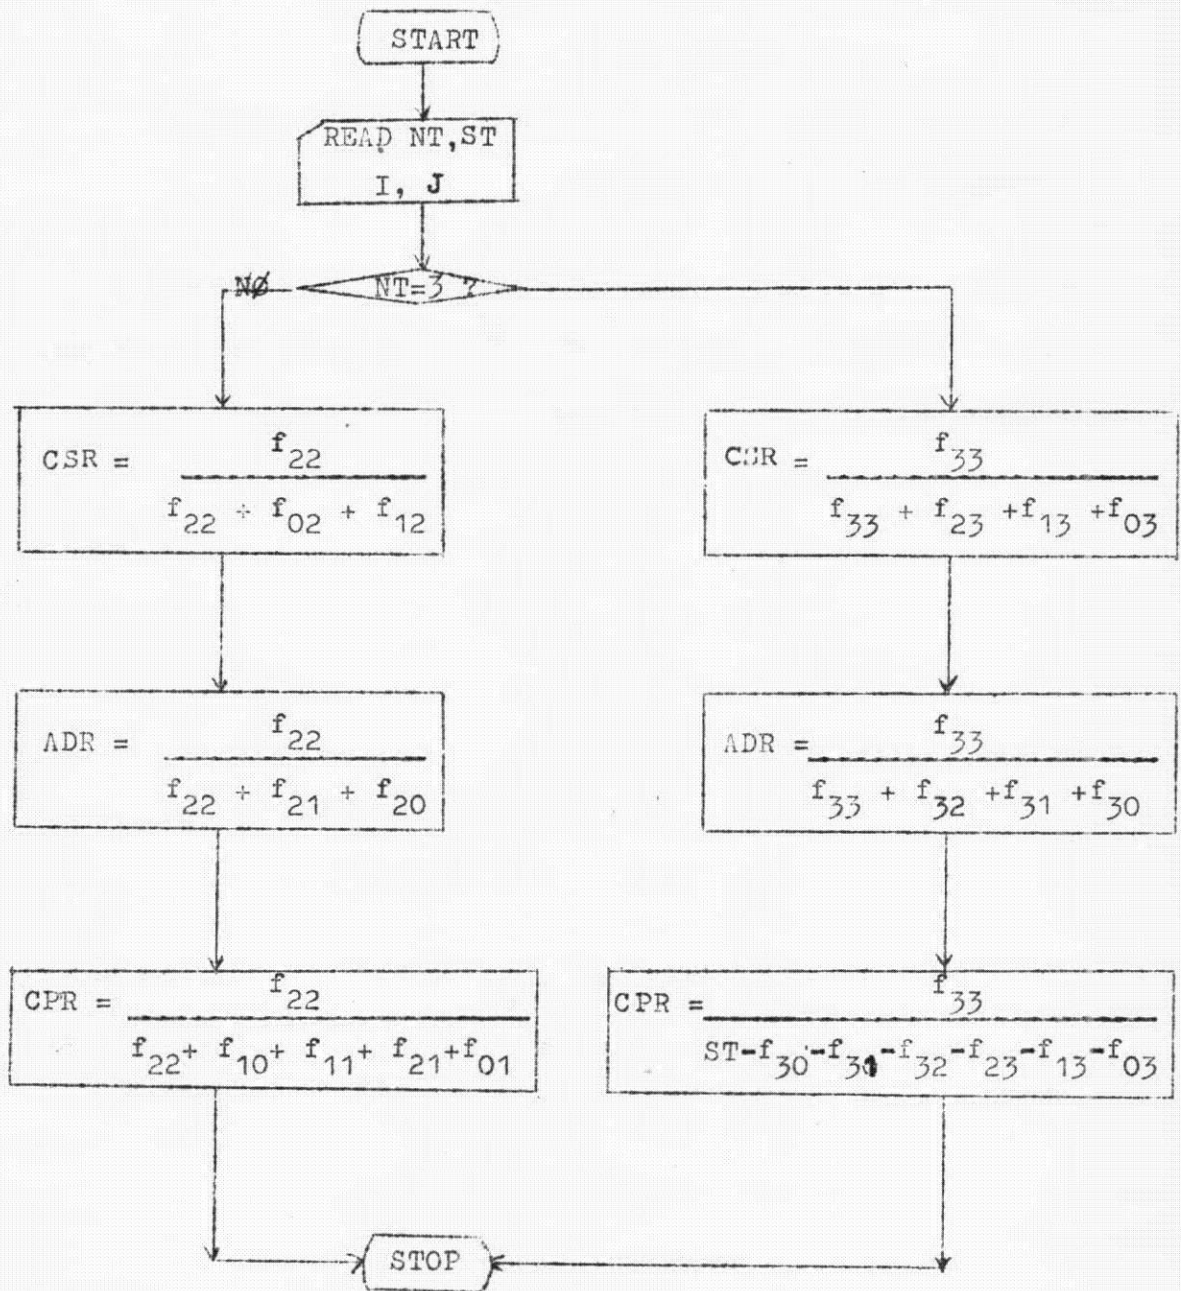 START
READ NT,ST
I, J
NØ
NT=3 ?
CSR = f22
f22 + f02 + f12
CSR = f33
f33 + f23 +f13 +f03
ADR = f22
f22 + f21 + f20
ADR = f33
f33 + f32 +f31 +f30
CPR = f22
f22+ f10+ f11+ f21+f01
CPR = f33
ST-f30-f31-f32-f23-f13-f03
STOP